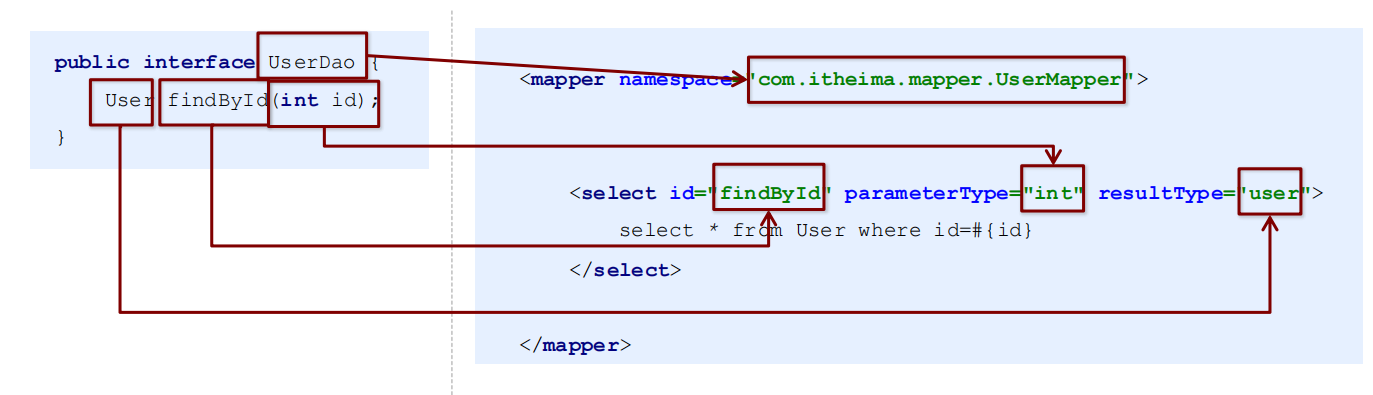 public interface UserDao {
User findById(int id);
}
<mapper namespace="com.itheima.mapper.UserMapper">
<select id="findById" parameterType="int" resultType="user">
select * from User where id=#{id}
</select>
</mapper>